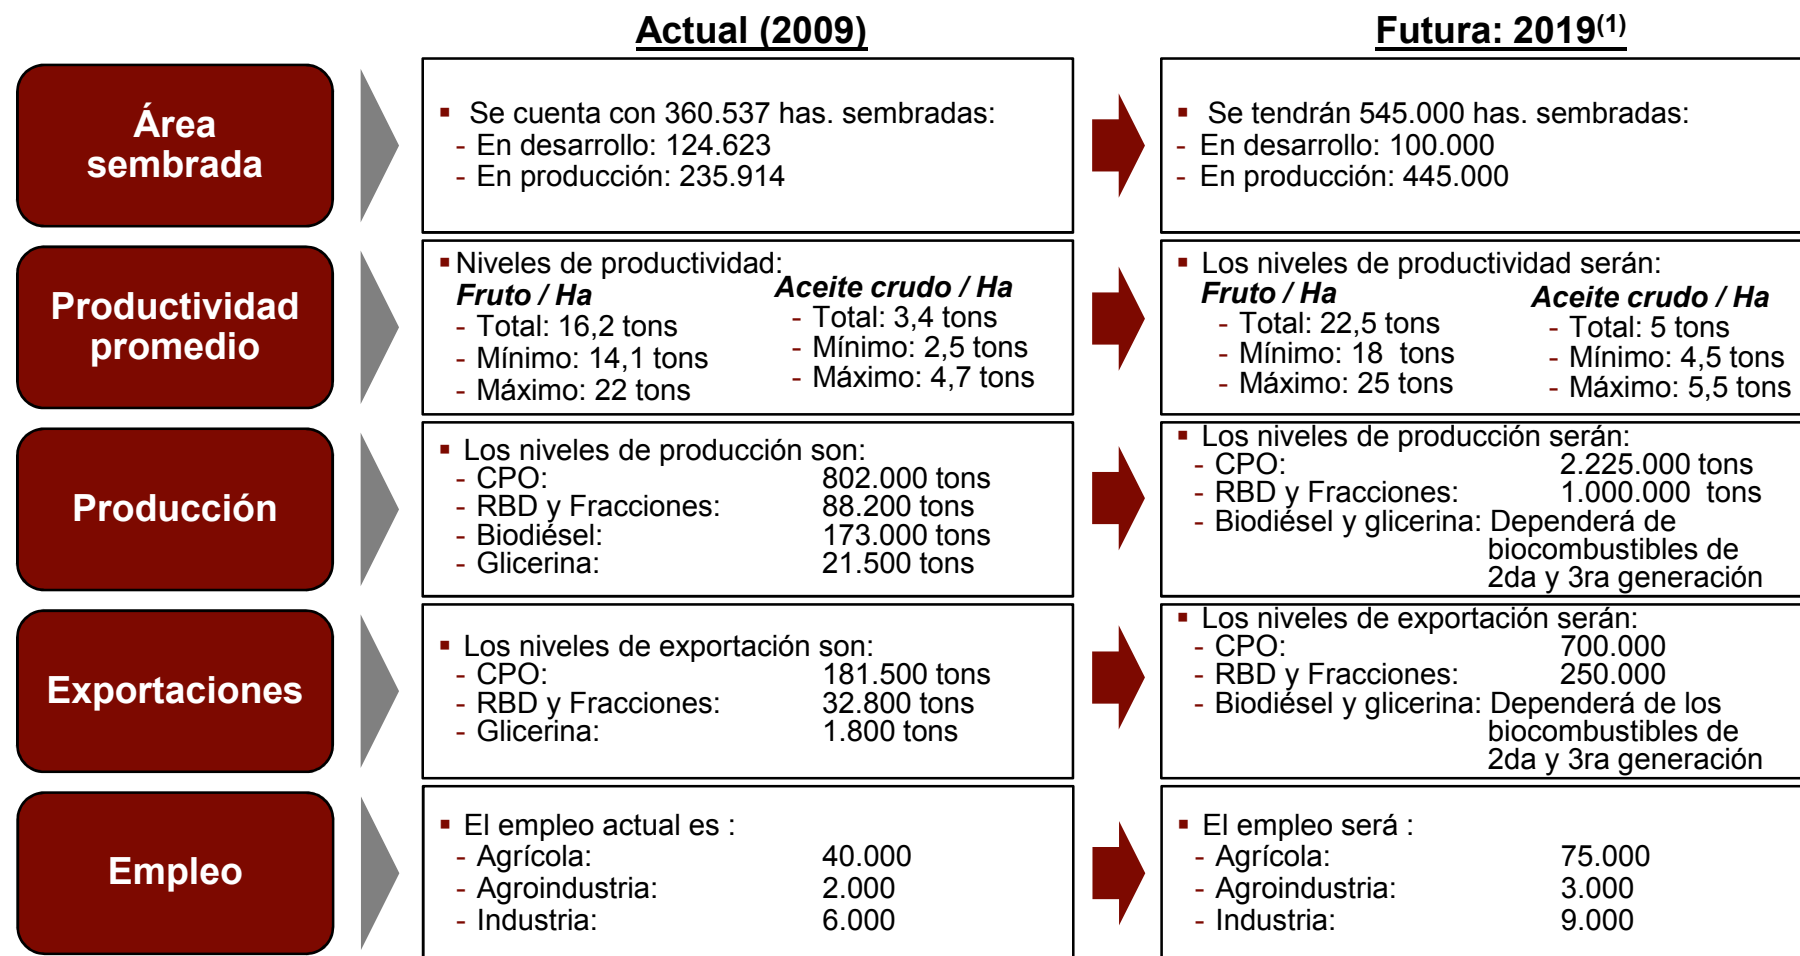 Actual (2009)
Futura: 2019(1)
Área
sembrada
▪ Se cuenta con 360.537 has. sembradas:
- En desarrollo: 124.623
- En producción: 235.914
▪ Se tendrán 545.000 has. sembradas:
- En desarrollo: 100.000
- En producción: 445.000
Productividad
promedio
▪ Niveles de productividad:
Fruto / Ha
- Total: 16,2 tons
- Mínimo: 14,1 tons
- Máximo: 22 tons
Aceite crudo / Ha
- Total: 3,4 tons
- Mínimo: 2,5 tons
- Máximo: 4,7 tons
▪ Los niveles de productividad serán:
Fruto / Ha
- Total: 22,5 tons
- Mínimo: 18 tons
- Máximo: 25 tons
Aceite crudo / Ha
- Total: 5 tons
- Mínimo: 4,5 tons
- Máximo: 5,5 tons
Producción
▪ Los niveles de producción son:
- CPO: 802.000 tons
- RBD y Fracciones: 88.200 tons
- Biodiésel: 173.000 tons
- Glicerina: 21.500 tons
▪ Los niveles de producción serán:
- CPO: 2.225.000 tons
- RBD y Fracciones: 1.000.000 tons
- Biodiésel y glicerina: Dependerá de
biocombustibles de
2da y 3ra generación
Exportaciones
▪ Los niveles de exportación son:
- CPO: 181.500 tons
- RBD y Fracciones: 32.800 tons
- Glicerina: 1.800 tons
▪ Los niveles de exportación serán:
- CPO: 700.000
- RBD y Fracciones: 250.000
- Biodiésel y glicerina: Dependerá de los
biocombustibles de
2da y 3ra generación
Empleo
▪ El empleo actual es :
- Agrícola: 40.000
- Agroindustria: 2.000
- Industria: 6.000
▪ El empleo será :
- Agrícola: 75.000
- Agroindustria: 3.000
- Industria: 9.000